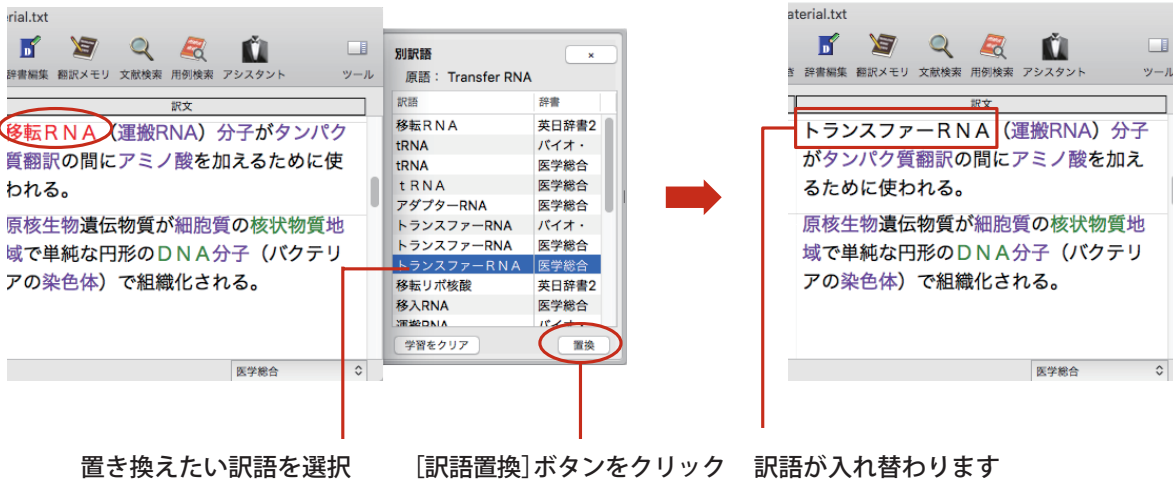 erial.txt
辞書編集 翻訳メモリ 文献検索 用例検索 アシスタント ツール
訳文
移転ＲＮＡ（運搬RNA）分子がタンパク
質翻訳の間にアミノ酸を加えるために使
われる。
原核生物遺伝物質が細胞質の核状物質地
域で単純な円形のＤＮＡ分子（バクテリ
アの染色体）で組織化される。
医学総合
別訳語 ×
原語： Transfer RNA
訳語 辞書
移転ＲＮＡ 英日辞書2
tRNA バイオ・
tRNA 医学総合
ｔＲＮＡ 医学総合
アダプターRNA 医学総合
トランスファーRNA バイオ・
トランスファーRNA 医学総合
トランスファーＲＮＡ 医学総合
移転リボ核酸 英日辞書2
移入RNA 医学総合
運搬RNA バイオ・
学習をクリア 置換
aterial.txt
き 辞書編集 翻訳メモリ 文献検索 用例検索 アシスタント ツール
訳文
トランスファーＲＮＡ（運搬RNA）分子
がタンパク質翻訳の間にアミノ酸を加え
るために使われる。
原核生物遺伝物質が細胞質の核状物質地
域で単純な円形のＤＮＡ分子（バクテリ
アの染色体）で組織化される。
医学総合
置き換えたい訳語を選択 ［訳語置換］ボタンをクリック 訳語が入れ替わります